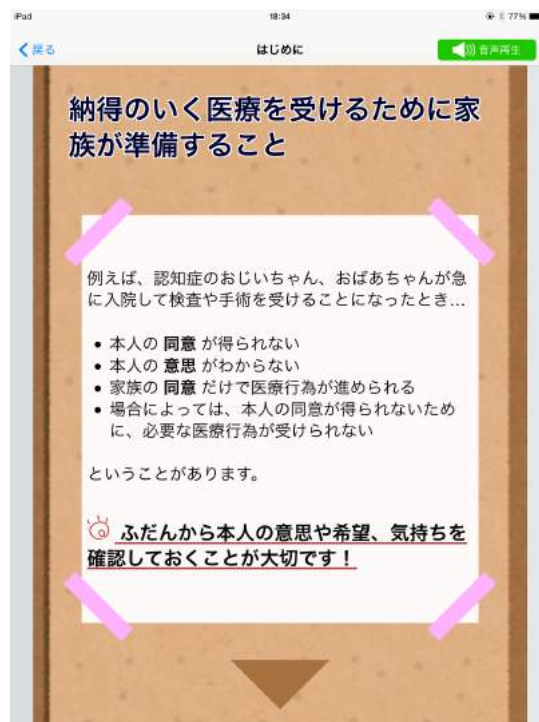 iPad
18:34
77%
戻る
はじめに
音声再生
納得のいく医療を受けるために家
族が準備すること
例えば、認知症のおじいちゃん、おばあちゃんが急
に入院して検査や手術を受けることになったとき…
• 本人の 同意 が得られない
• 本人の 意思 がわからない
• 家族の 同意 だけで医療行為が進められる
• 場合によっては、本人の同意が得られないため
に、必要な医療行為が受けられない
ということがあります。
ふだんから本人の意思や希望、気持ちを
確認しておくことが大切です！